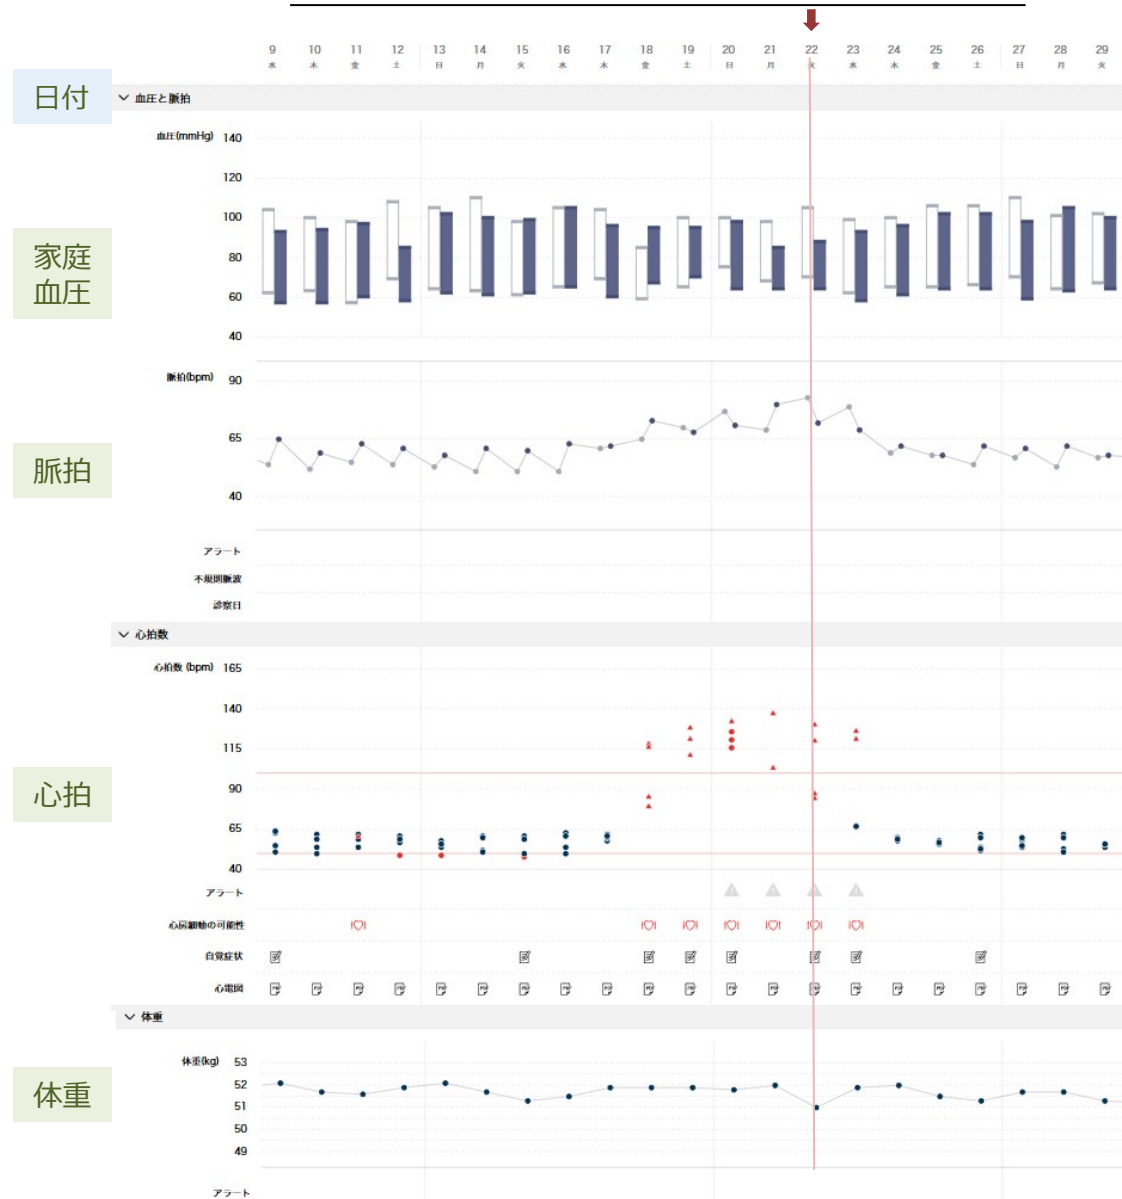 9 10 11 12 13 14 15 16 17 18 19 20 21 22 23 24 25 26 27 28 29
水 木 金 土 日 月 火 水 木 金 土 日 月 火 水 木 金 土 日 月 火
日付
血圧と脈拍
血圧(mmHg) 140
120
100
80
60
40
家庭
血圧
脈拍(bpm) 90
65
40
脈拍
アラート
不規則脈波
診察日
心拍数
心拍数 (bpm) 165
140
115
90
65
40
心拍
アラート
心房細動の可能性
自覚症状
心電図
体重
体重(kg) 53
52
51
50
49
体重
アラート